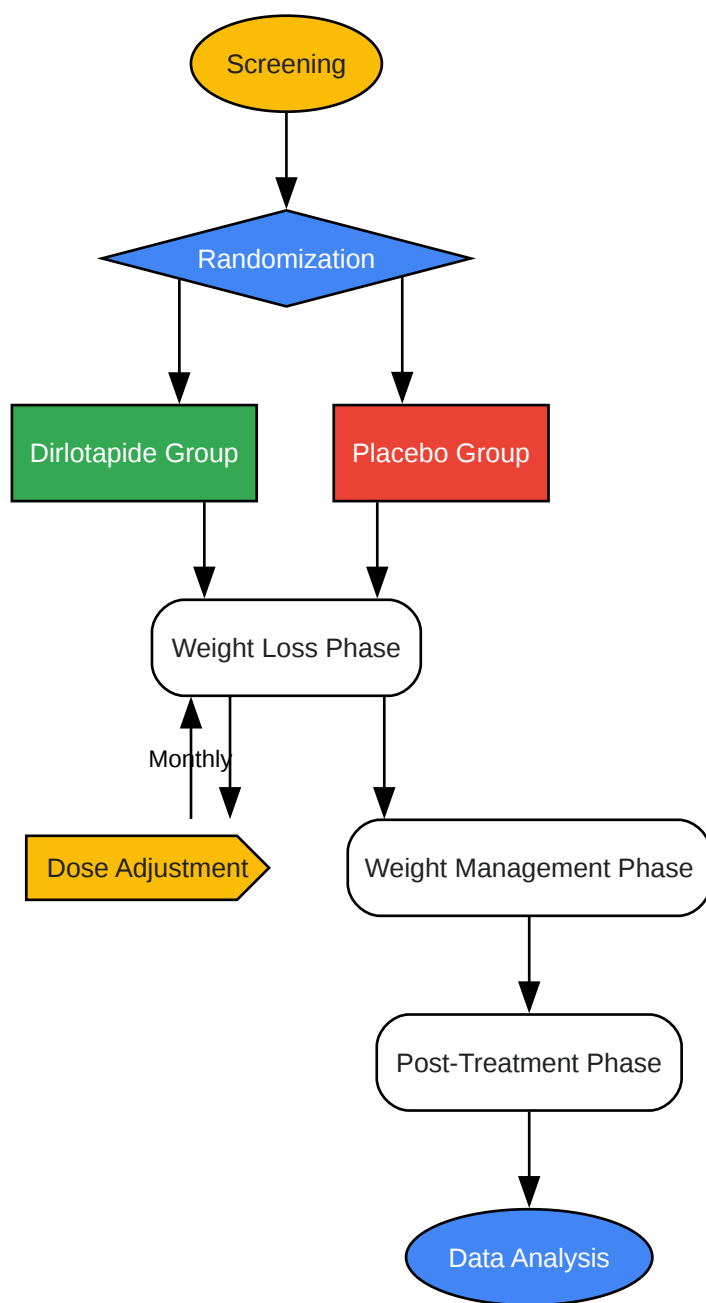 Screening
Randomization
Dirlotapide Group
Placebo Group
Weight Loss Phase
Monthly
Dose Adjustment
Weight Management Phase
Post-Treatment Phase
Data Analysis